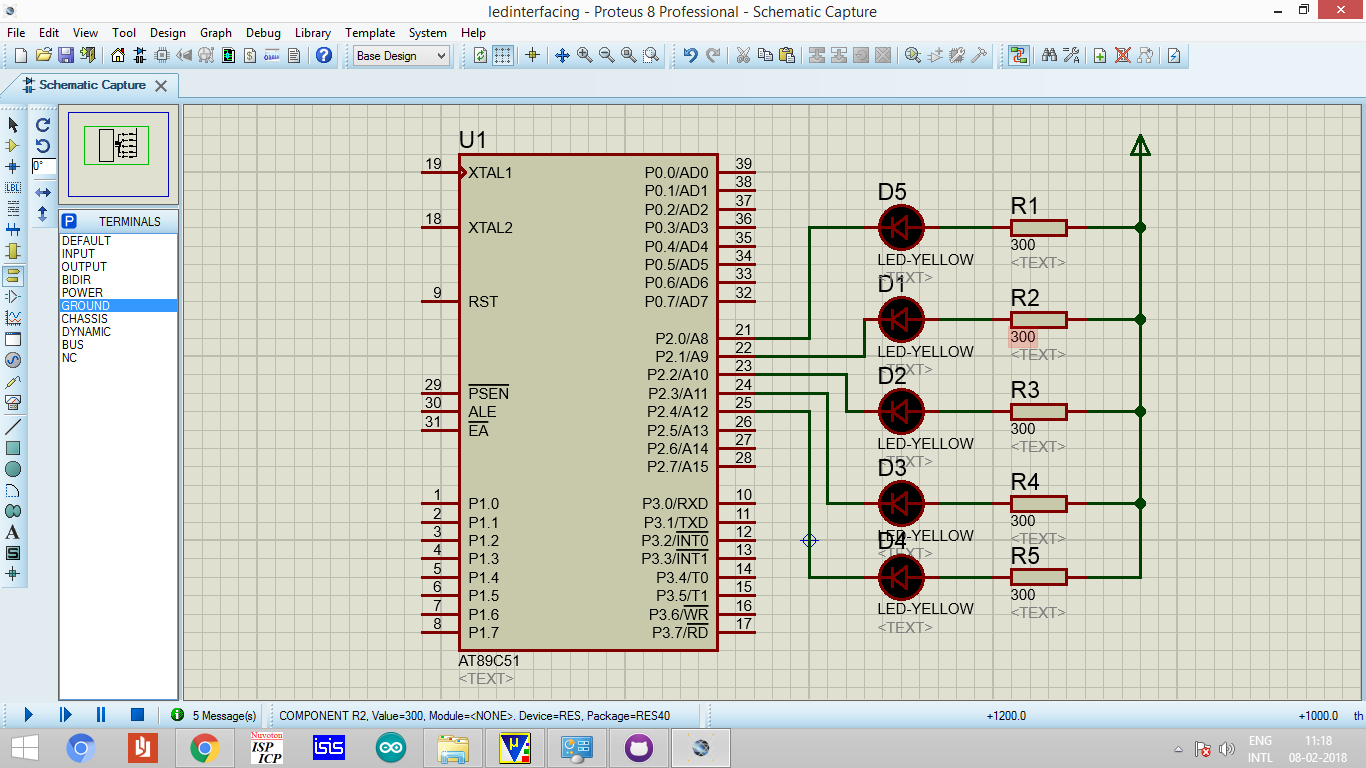 ledinterfacing - Proteus 8 Professional - Schematic Capture
File Edit View Tool Design Graph Debug Library Template System Help
Base Design
Schematic Capture
0°
P TERMINALS
DEFAULT
INPUT
OUTPUT
BIDIR
POWER
GROUND
CHASSIS
DYNAMIC
BUS
NC
LBL
A
S
U1
19 XTAL1
18 XTAL2
9 RST
29 PSEN
30 ALE
31 EA
1 P1.0
2 P1.1
3 P1.2
4 P1.3
5 P1.4
6 P1.5
7 P1.6
8 P1.7
P0.0/AD0 39
P0.1/AD1 38
P0.2/AD2 37
P0.3/AD3 36
P0.4/AD4 35
P0.5/AD5 34
P0.6/AD6 33
P0.7/AD7 32
P2.0/A8 21
P2.1/A9 22
P2.2/A10 23
P2.3/A11 24
P2.4/A12 25
P2.5/A13 26
P2.6/A14 27
P2.7/A15 28
P3.0/RXD 10
P3.1/TXD 11
P3.2/INT0 12
P3.3/INT1 13
P3.4/T0 14
P3.5/T1 15
P3.6/WR 16
P3.7/RD 17
AT89C51
<TEXT>
D5
LED-YELLOW
<TEXT>
R1
300
<TEXT>
D1
LED-YELLOW
<TEXT>
R2
300
<TEXT>
D2
LED-YELLOW
<TEXT>
R3
300
<TEXT>
D3
LED-YELLOW
<TEXT>
R4
300
<TEXT>
D4
LED-YELLOW
<TEXT>
R5
300
<TEXT>
5 Message(s) COMPONENT R2, Value=300, Module=<NONE>. Device=RES, Package=RES40 +1200.0 +1000.0 th
Nuvoton
ISP
ICP
isis
ENG
INTL
11:18
08-02-2018